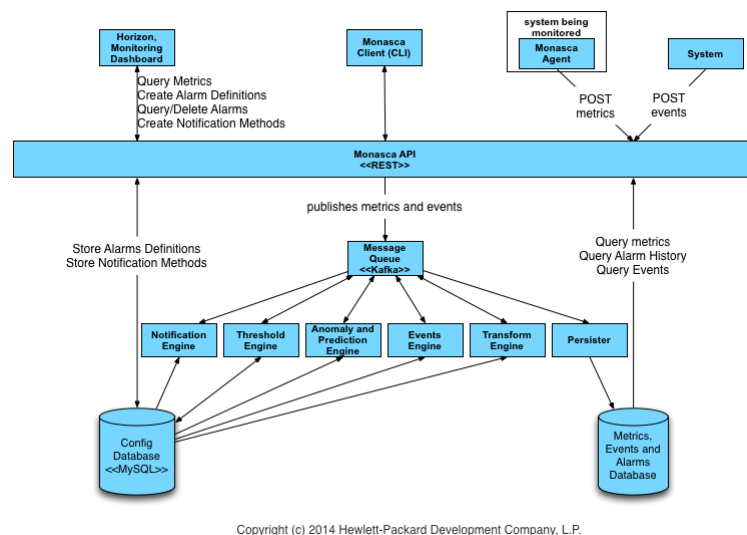 Horizon,
Monitoring
Dashboard
Monasca
Client (CLI)
system being
monitored
Monasca
Agent
System
Query Metrics
Create Alarm Definitions
Query/Delete Alarms
Create Notification Methods
POST
metrics
POST
events
Monasca API
<<REST>>
publishes metrics and events
Store Alarms Definitions
Store Notification Methods
Message
Queue
<<Kafka>>
Query metrics
Query Alarm History
Query Events
Notification
Engine
Threshold
Engine
Anomaly and
Prediction
Engine
Events
Engine
Transform
Engine
Persister
Config
Database
<<MySQL>>
Metrics,
Events and
Alarms
Database
Copyright (c) 2014 Hewlett-Packard Development Company, L.P.